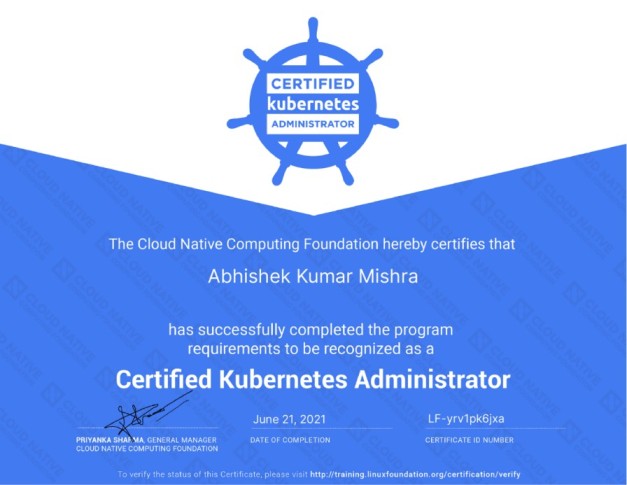 CERTIFIED
kubernetes
ADMINISTRATOR
The Cloud Native Computing Foundation hereby certifies that
Abhishek Kumar Mishra
has successfully completed the program
requirements to be recognized as a
Certified Kubernetes Administrator
June 21, 2021
LF-yrv1pk6jxa
PRIYANKA SHARMA, GENERAL MANAGER
CLOUD NATIVE COMPUTING FOUNDATION
DATE OF COMPLETION
CERTIFICATE ID NUMBER
To verify the status of this Certificate, please visit http://training.linuxfoundation.org/certification/verify